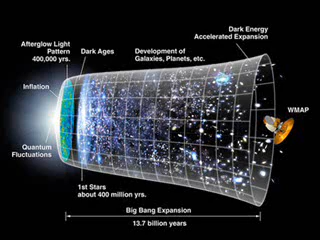 Dark Energy
Accelerated Expansion
Afterglow Light
Pattern
400,000 yrs.
Dark Ages
Development of
Galaxies, Planets, etc.
Inflation
WMAP
Quantum
Fluctuations
1st Stars
about 400 million yrs.
Big Bang Expansion
13.7 billion years